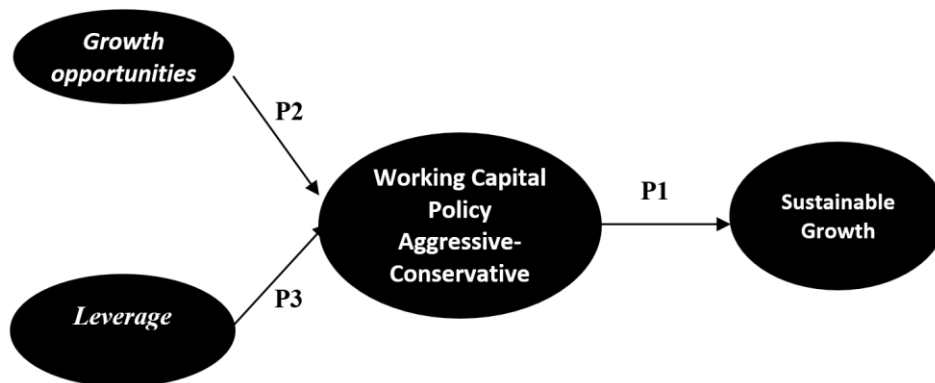 Growth
opportunities
P2
Working Capital
Policy
Aggressive-
Conservative
P1
Sustainable
Growth
P3
Leverage